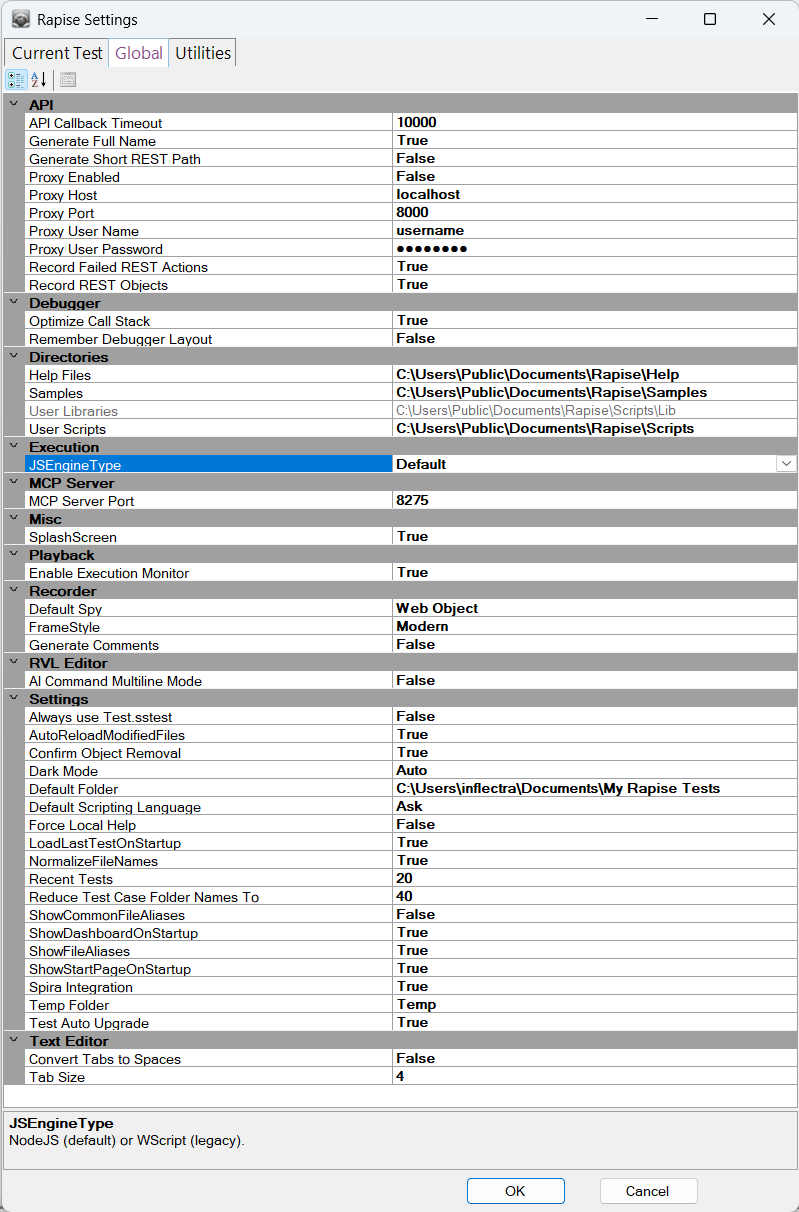 Rapise Settings
Current Test Global Utilities
API
API Callback Timeout 10000
Generate Full Name True
Generate Short REST Path False
Proxy Enabled False
Proxy Host localhost
Proxy Port 8000
Proxy User Name username
Proxy User Password ●●●●●●●●
Record Failed REST Actions True
Record REST Objects True
Debugger
Optimize Call Stack True
Remember Debugger Layout False
Directories
Help Files C:\Users\Public\Documents\Rapise\Help
Samples C:\Users\Public\Documents\Rapise\Samples
User Libraries C:\Users\Public\Documents\Rapise\Scripts\Lib
User Scripts C:\Users\Public\Documents\Rapise\Scripts
Execution
JSEngineType Default
MCP Server
MCP Server Port 8275
Misc
SplashScreen True
Playback
Enable Execution Monitor True
Recorder
Default Spy Web Object
FrameStyle Modern
Generate Comments False
RVL Editor
AI Command Multiline Mode False
Settings
Always use Test.sstest False
AutoReloadModifiedFiles True
Confirm Object Removal True
Dark Mode Auto
Default Folder C:\Users\inflectra\Documents\My Rapise Tests
Default Scripting Language Ask
Force Local Help False
LoadLastTestOnStartup True
NormalizeFileNames True
Recent Tests 20
Reduce Test Case Folder Names To 40
ShowCommonFileAliases False
ShowDashboardOnStartup True
ShowFileAliases True
ShowStartPageOnStartup True
Spira Integration True
Temp Folder Temp
Test Auto Upgrade True
Text Editor
Convert Tabs to Spaces False
Tab Size 4
JSEngineType
NodeJS (default) or WScript (legacy).
OK Cancel